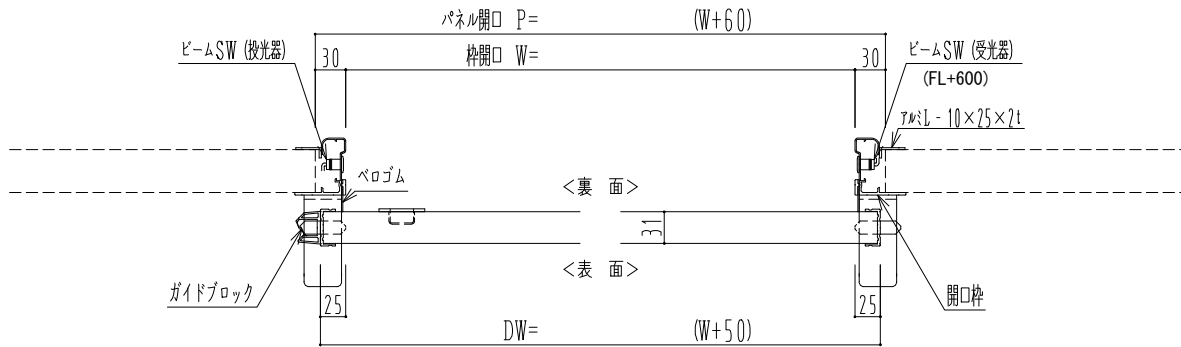 パネル開口 P= (W+60)
ビームSW (投光器)
30
枠開口 W=
30
ビームSW (受光器)
(FL+600)
アルミL - 10×25×2t
ベロゴム
<裏 面>
31
<表 面>
ガイドブロック
25
25
開口枠
DW= (W+50)